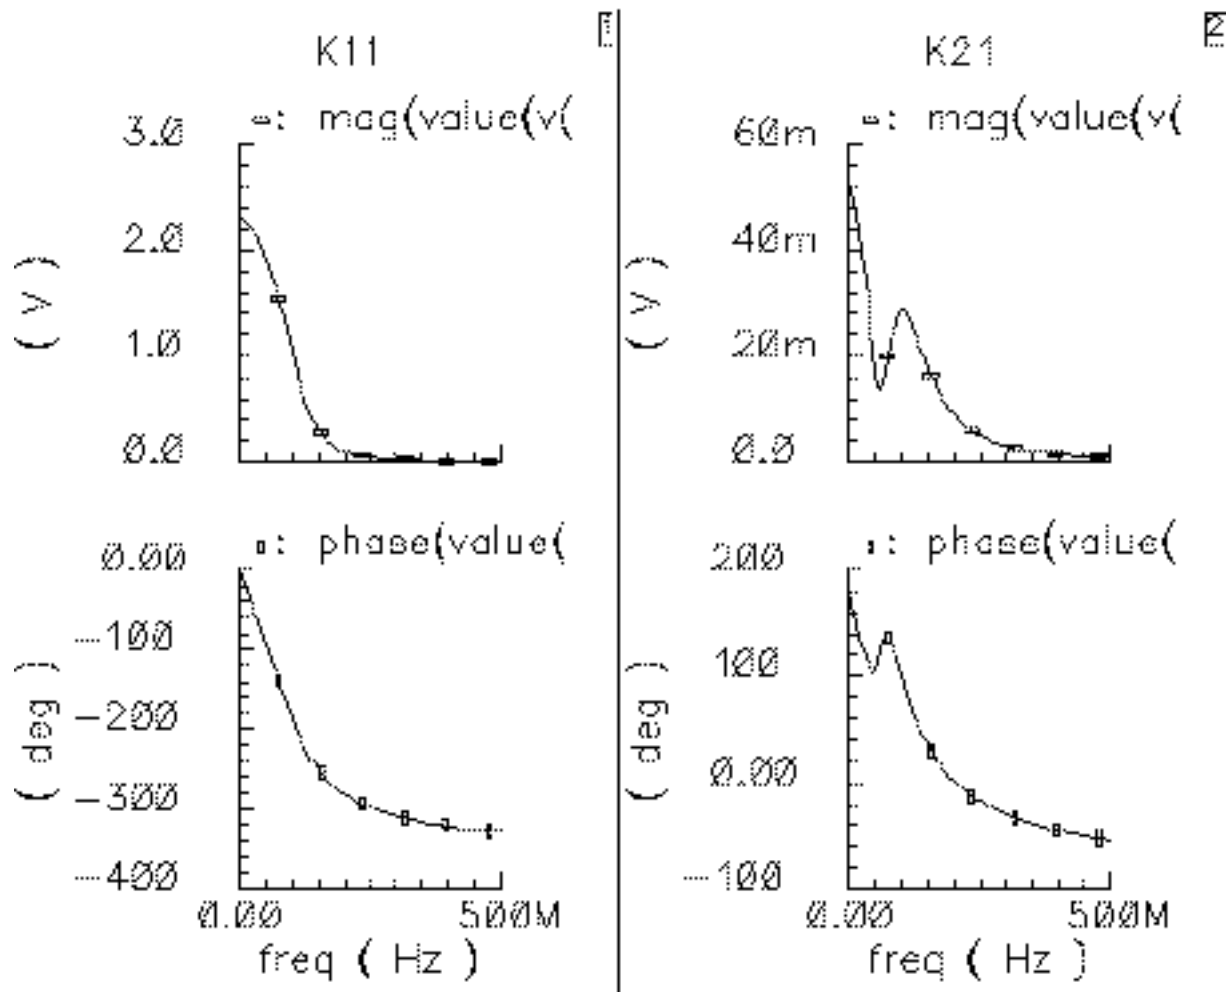 1
K11
: mag(value(v(
3.0
2.0
1.0
0.0
( V )
: phase(value(
0.00
-100
-200
-300
-400
( deg )
0.00
500M
freq ( Hz )
2
K21
: mag(value(v(
60m
40m
20m
0.0
( V )
: phase(value(
200
100
0.00
-100
( deg )
0.00
500M
freq ( Hz )